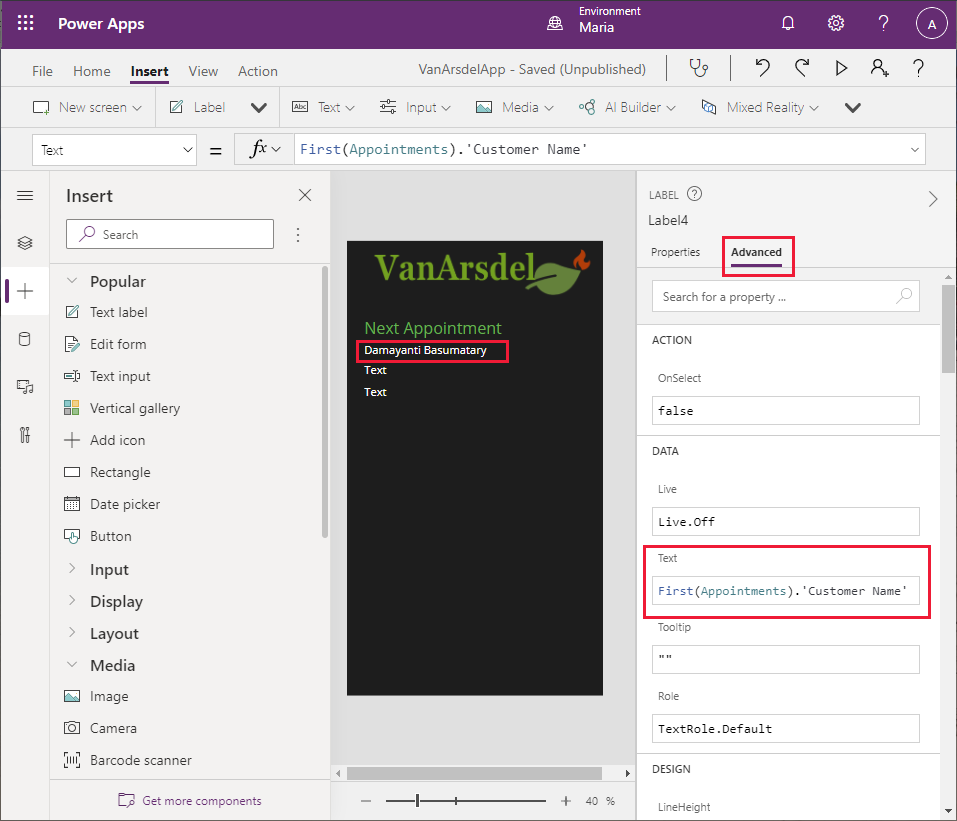 Power Apps
Environment
Maria
?
A
File Home Insert View Action
VanArsdelApp - Saved (Unpublished)
?
New screen Label Abc Text Input Media AI Builder Mixed Reality
Text = fx First(Appointments).'Customer Name'
Insert
Search
Popular
Text label
Edit form
Text input
Vertical gallery
Add icon
Rectangle
Date picker
Button
Input
Display
Layout
Media
Image
Camera
Barcode scanner
Get more components
VanArsdel
Next Appointment
Damayanti Basumatary
Text
Text
40 %
LABEL ?
Label4
Properties Advanced
Search for a property ...
ACTION
OnSelect
false
DATA
Live
Live.Off
Text
First(Appointments).'Customer Name'
Tooltip
""
Role
TextRole.Default
DESIGN
LineHeight